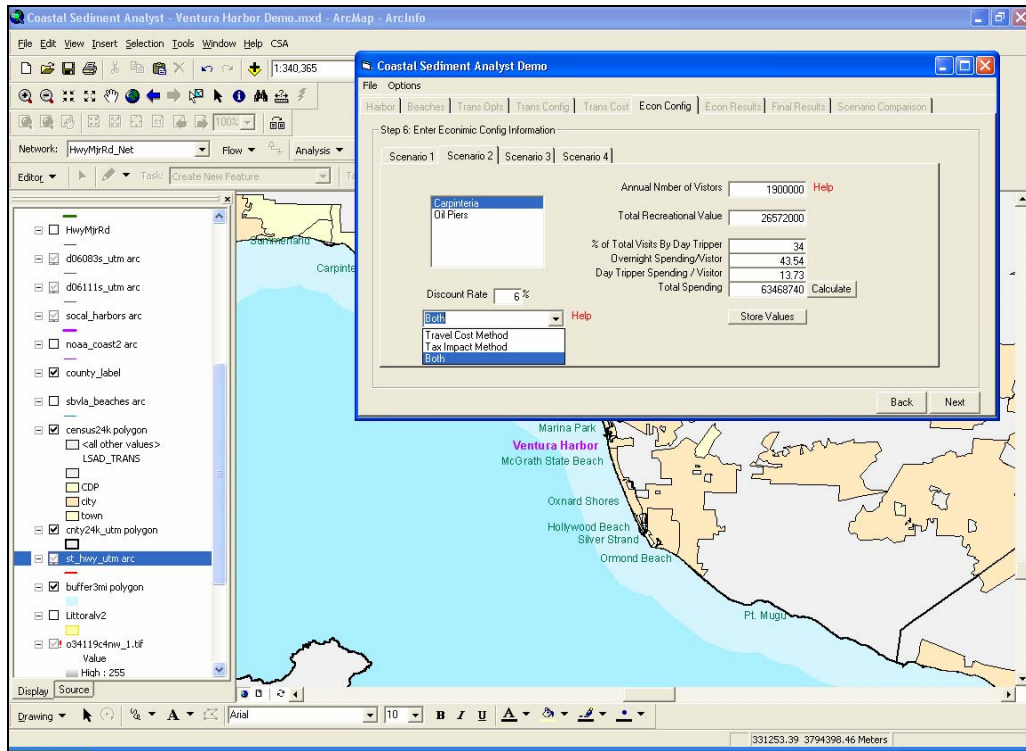 Coastal Sediment Analyst - Ventura Harbor Demo.mxd - ArcMap - ArcInfo
File Edit View Insert Selection Tools Window Help CSA
1:340,365
100%
Network: HwyMjrRd_Net Flow Analysis
Editor Task: Create New Feature
HwyMjrRd
d06083s_utm arc
d06111s_utm arc
socal_harbors arc
noaa_coast2 arc
county_label
sbvla_beaches arc
census24k polygon
<all other values>
LSAD_TRANS
CDP
city
town
cnty24k_utm polygon
st_hwy_utm arc
buffer3mi polygon
Littoralv2
o34119c4nw_1.tif
Value
High : 255
Display Source
Summerland
Carpinte
Coastal Sediment Analyst Demo
File Options
Harbor Beaches Trans Opts Trans Config Trans Cost Econ Config Econ Results Final Results Scenario Comparison
Step 6: Enter Econimic Config Information
Scenario 1 Scenario 2 Scenario 3 Scenario 4
Carpinteria
Oil Piers
Discount Rate 6 %
Both Help
Travel Cost Method
Tax Impact Method
Both
Annual Nmber of Vistors 1900000 Help
Total Recreational Value 26572000
% of Total Visits By Day Tripper 34
Overnight Spending/Vistor 43.54
Day Tripper Spending / Visitor 13.73
Total Spending 63468740 Calculate
Store Values
Back Next
Marina Park
Ventura Harbor
McGrath State Beach
Oxnard Shores
Hollywood Beach
Silver Strand
Ormond Beach
Pt. Mugu
Drawing A Arial 10 B I U A
331253.39 3794398.46 Meters